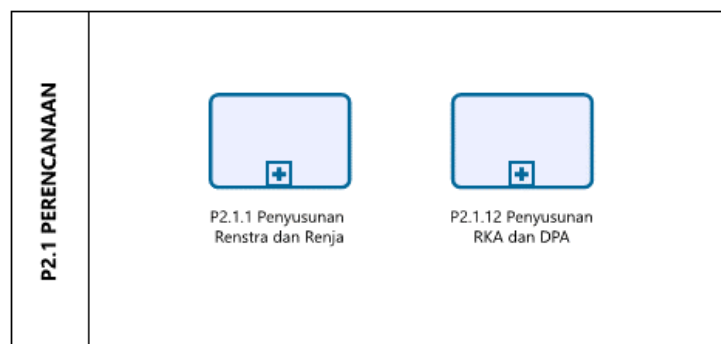 P2.1 PERENCANAAN
P2.1.1 Penyusunan
Renstra dan Renja
P2.1.12 Penyusunan
RKA dan DPA